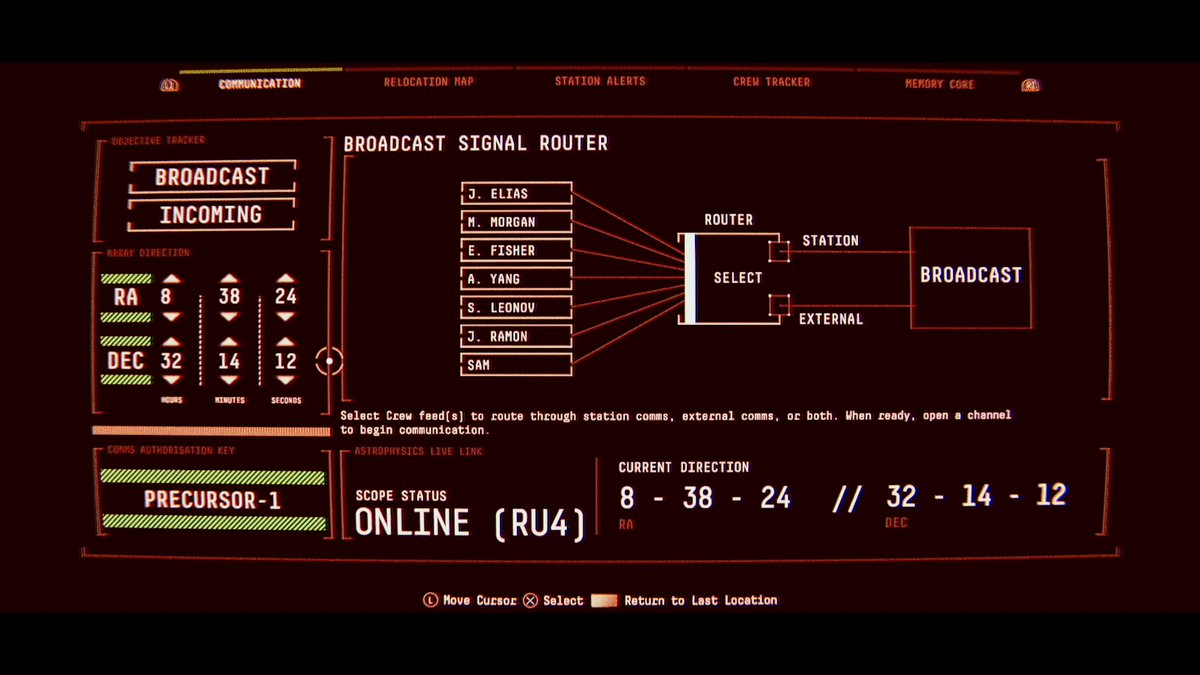 L1 COMMUNICATION RELOCATION MAP STATION ALERTS CREW TRACKER MEMORY CORE R1
OBJECTIVE TRACKER
BROADCAST
INCOMING
ARRAY DIRECTION
RA 8 38 24
DEC 32 14 12
HOURS MINUTES SECONDS
COMMS AUTHORISATION KEY
PRECURSOR-1
BROADCAST SIGNAL ROUTER
J. ELIAS
M. MORGAN
E. FISHER
A. YANG
S. LEONOV
J. RAMON
SAM
ROUTER
SELECT
STATION
EXTERNAL
BROADCAST
Select Crew feed(s) to route through station comms, external comms, or both. When ready, open a channel
to begin communication.
ASTROPHYSICS LIVE LINK
SCOPE STATUS
ONLINE (RU4)
CURRENT DIRECTION
8 - 38 - 24 // 32 - 14 - 12
RA DEC
L Move Cursor Select Return to Last Location